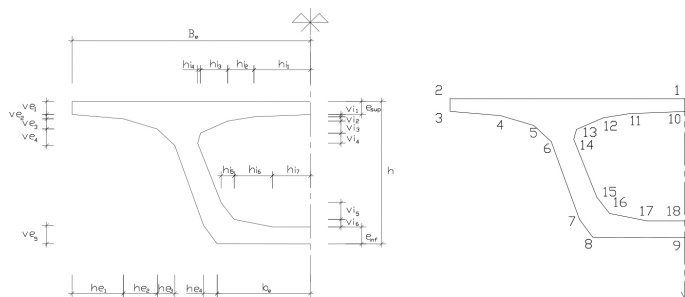 Be
hi4 hi3 hi2 hi1
ve1
ve2
ve3
ve4
ve5
vi1
vi2
vi3
vi4
vi5
vi6
esup
h
einf
hi5 hi6 hi7
he1 he2 he3 he4 be
2 1
3 4 5 6 7 8 9
10 11 12 13 14 15 16 17 18